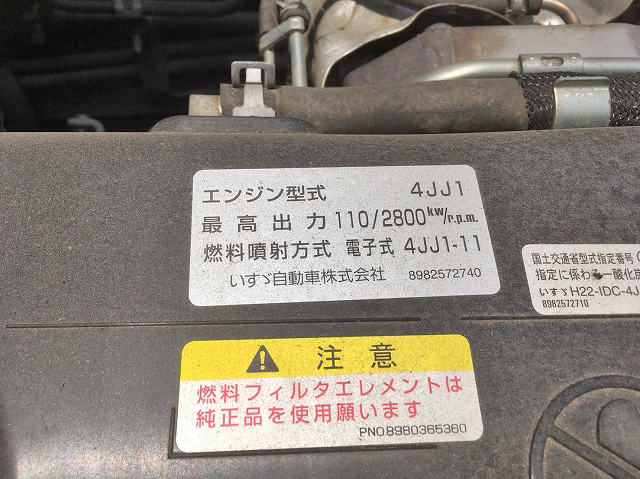 エンジン型式 4JJ1
最高出力 110/2800kw/r.p.m.
燃料噴射方式 電子式 4JJ1-11
いすゞ自動車株式会社 8982572740
国土交通省型式指定番号
指定に係わ 一酸化炭
いすゞH22-IDC-4J
8982572710
注意
燃料フィルタエレメントは
純正品を使用願います
PNO8980365360